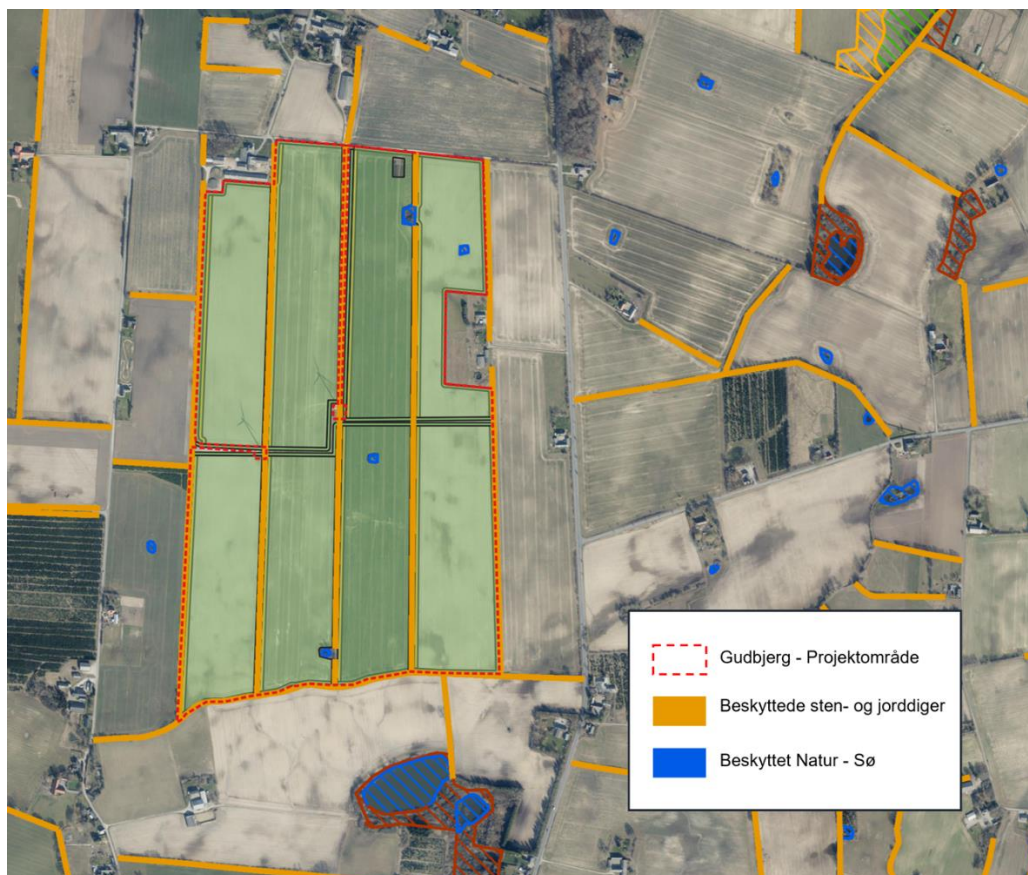 Gudbjerg - Projektområde
Beskyttede sten- og jorddiger
Beskyttet Natur - Sø